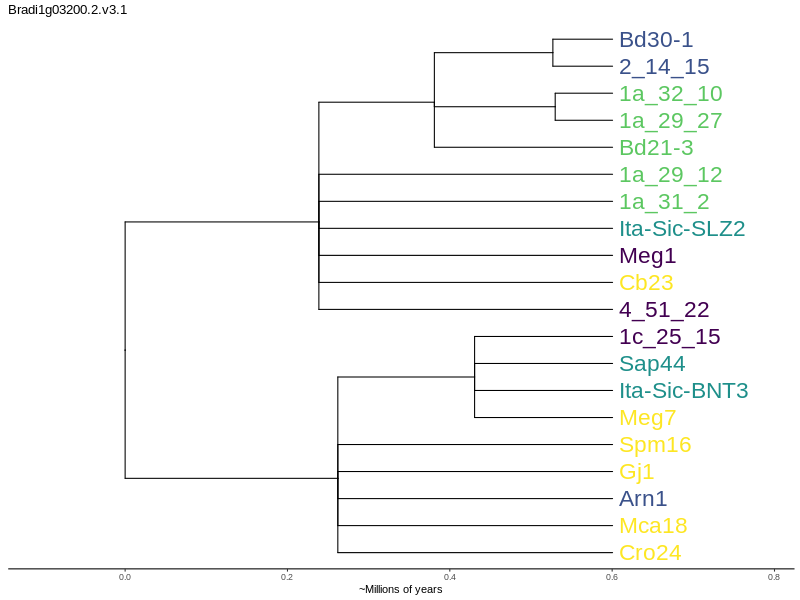 Bradi1g03200.2.v3.1
Bd30-1
2_14_15
1a_32_10
1a_29_27
Bd21-3
1a_29_12
1a_31_2
Ita-Sic-SLZ2
Meg1
Cb23
4_51_22
1c_25_15
Sap44
Ita-Sic-BNT3
Meg7
Spm16
Gj1
Arn1
Mca18
Cro24
0.0 0.2 0.4 0.6 0.8
~Millions of years